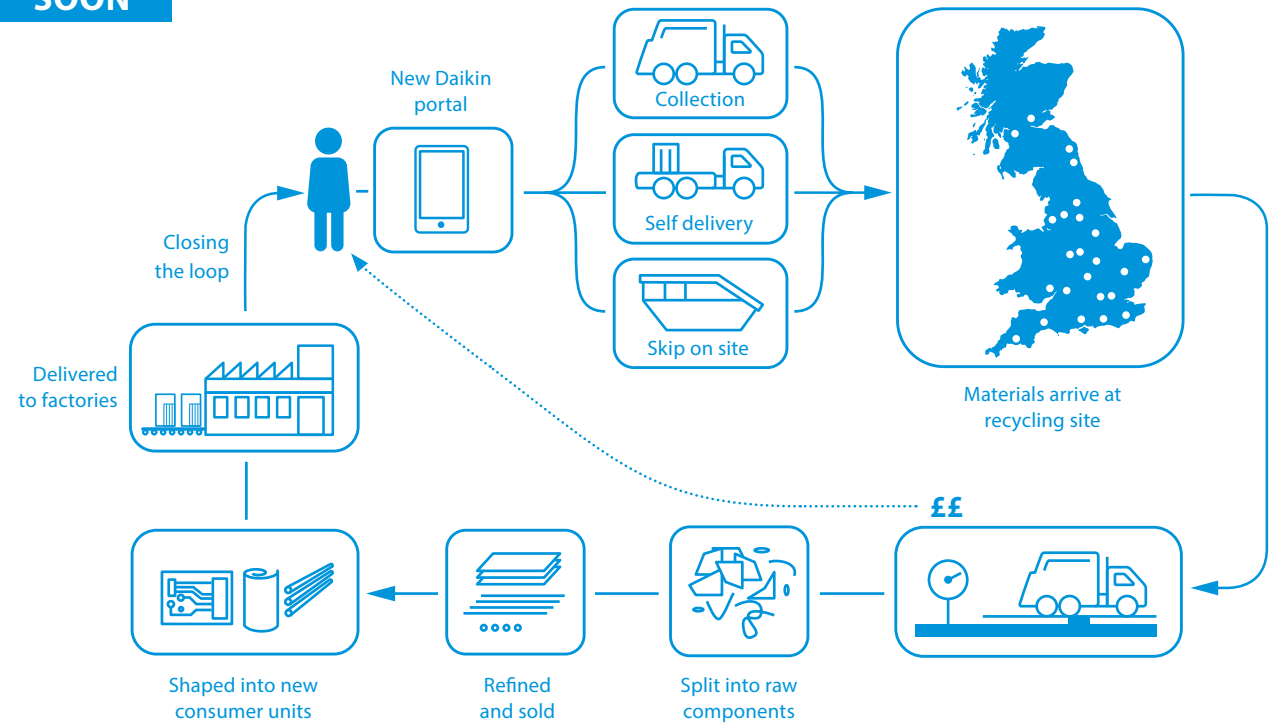 SOON
New Daikin
portal
Collection
Self delivery
Skip on site
Closing
the loop
Delivered
to factories
Materials arrive at
recycling site
££
Shaped into new
consumer units
Refined
and sold
Split into raw
components